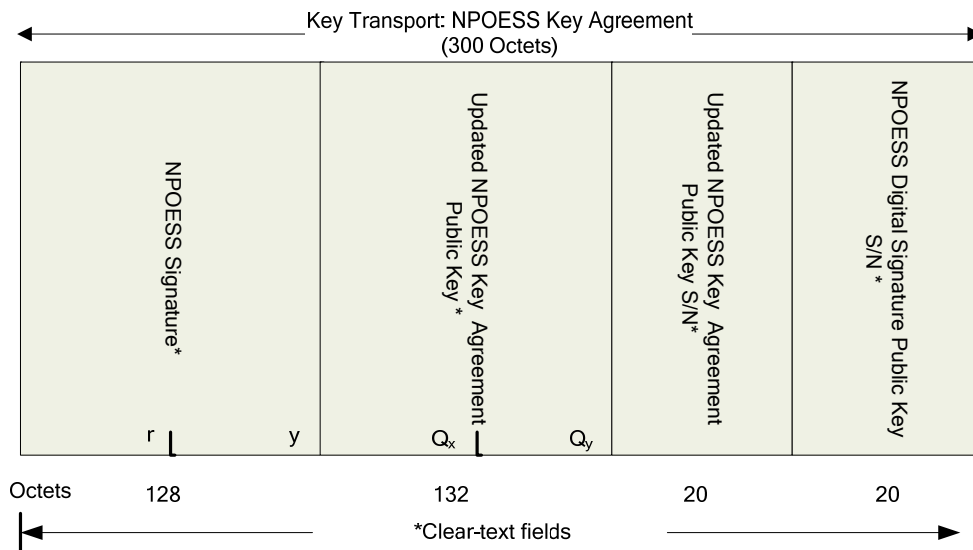 Key Transport: NPOESS Key Agreement
(300 Octets)
NPOESS Signature*
Updated NPOESS Key Agreement
Public Key *
Updated NPOESS Key Agreement
Public Key S/N*
NPOESS Digital Signature Public Key
S/N *
r
y
Qx
Qy
Octets
128
132
20
20
*Clear-text fields